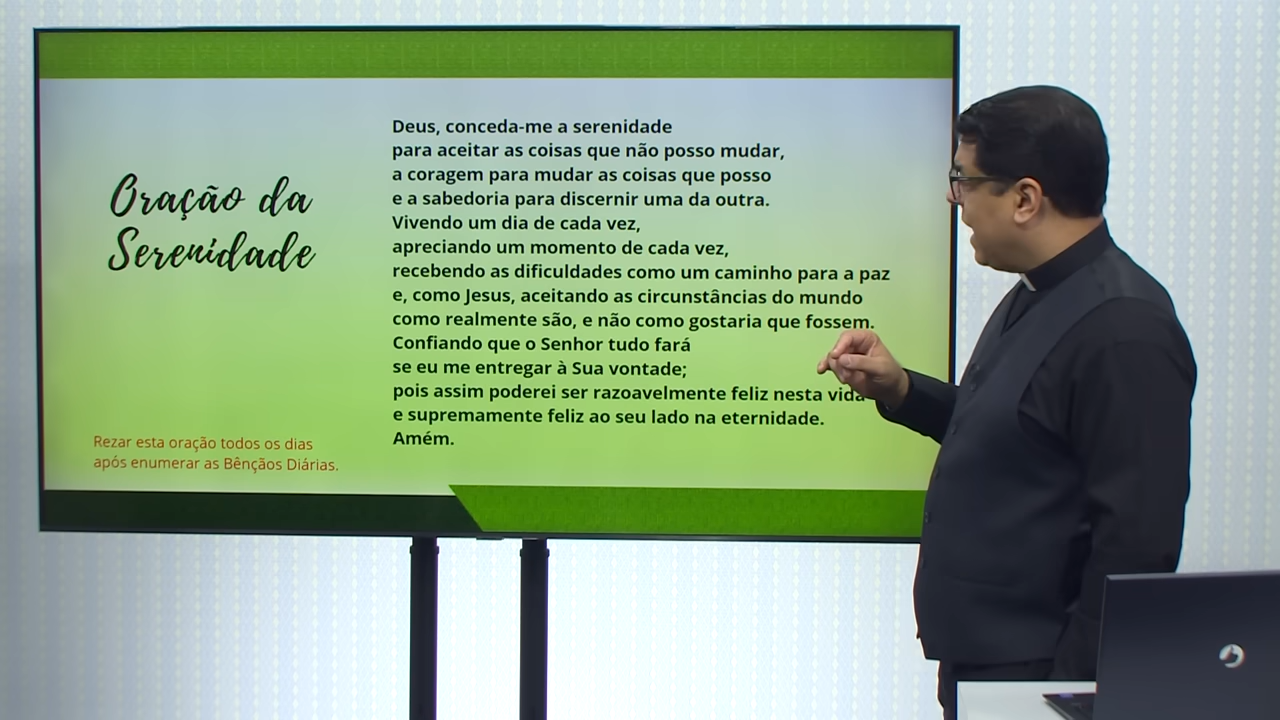 Oração da
Serenidade
Deus, conceda-me a serenidade
para aceitar as coisas que não posso mudar,
a coragem para mudar as coisas que posso
e a sabedoria para discernir uma da outra.
Vivendo um dia de cada vez,
apreciando um momento de cada vez,
recebendo as dificuldades como um caminho para a paz
e, como Jesus, aceitando as circunstâncias do mundo
como realmente são, e não como gostaria que fossem.
Confiando que o Senhor tudo fará
se eu me entregar à Sua vontade;
pois assim poderei ser razoavelmente feliz nesta vida
e supremamente feliz ao seu lado na eternidade.
Amém.
Rezar esta oração todos os dias
após enumerar as Bênçãos Diárias.